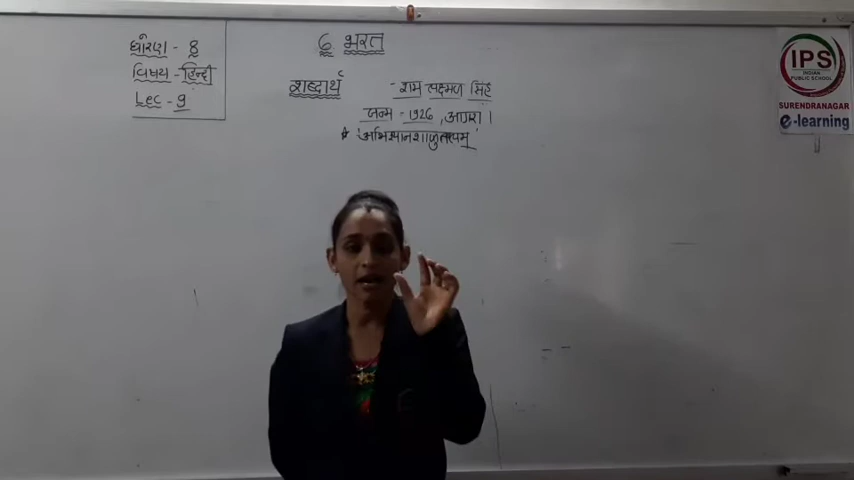 धोरण - 8
विषय - हिन्दी
Lec - 9
6 भरत
शब्दार्थ
- राम लक्ष्मण सिंह
जन्म - 1926, आगरा।
* 'अभिज्ञानशाकुन्तलम्'
IPS
INDIAN
PUBLIC SCHOOL
SURENDRANAGAR
e-learning